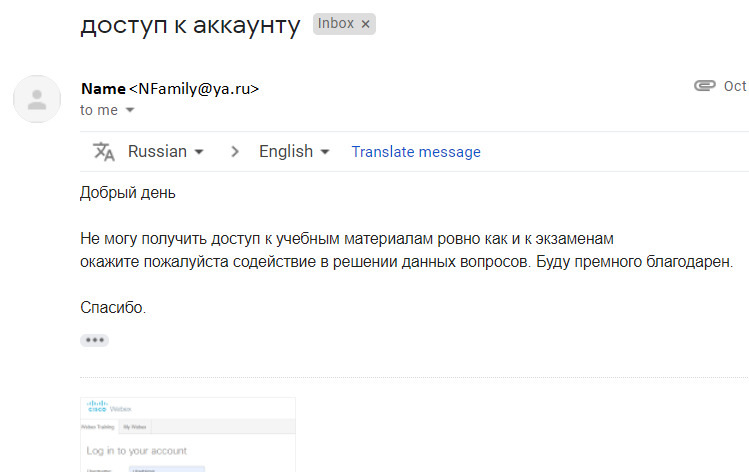 доступ к аккаунту Inbox ×
Name <NFamily@ya.ru> Oct
to me
Russian > English Translate message
Добрый день
Не могу получить доступ к учебным материалам ровно как и к экзаменам
окажите пожалуйста содействие в решении данных вопросов. Буду премного благодарен.
Спасибо.
cisco Webex
Webex Training My Webex
Log in to your account